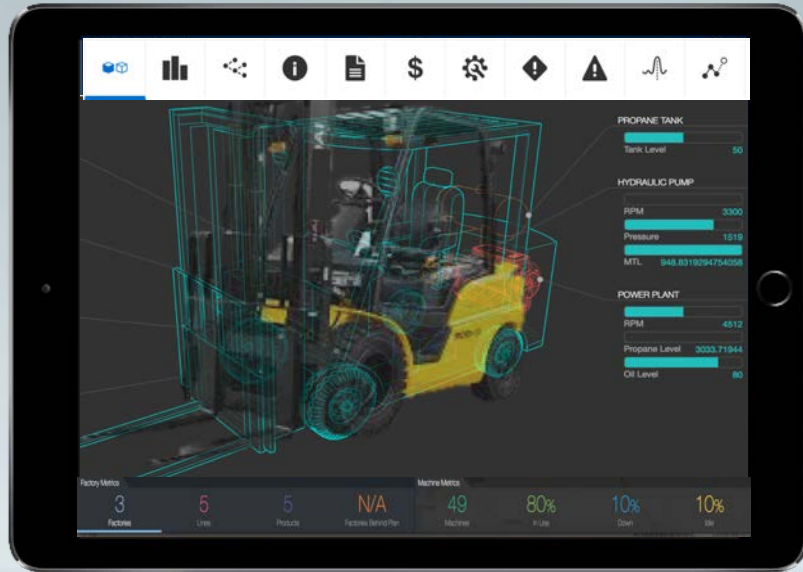 $
PROPANE TANK
Tank Level 50
HYDRAULIC PUMP
RPM 3300
Pressure 1519
MTL 948.8319294754058
POWER PLANT
RPM 4512
Propane Level 3033.71944
Oil Level 80
Factory Metrics
3 5 5 N/A
Factories Lines Products Factories Behind Plan
Machine Metrics
49 80% 10% 10%
Machines In Use Down Idle